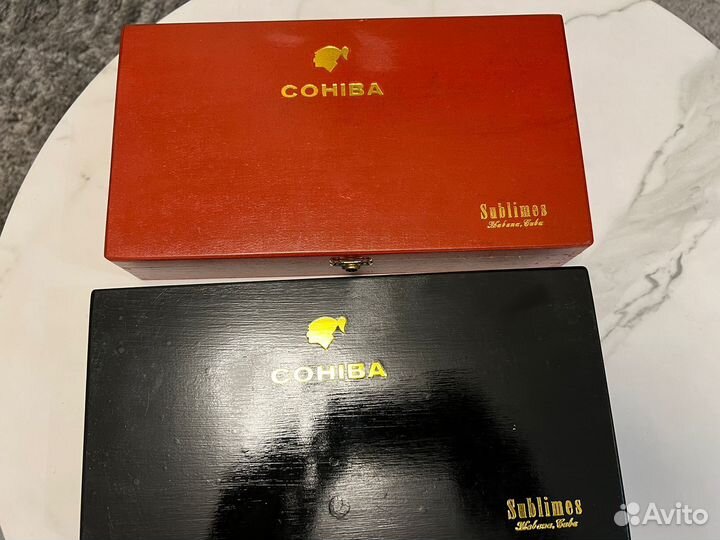 COHIBA
Sublimes
Habana, Cuba
COHIBA
Sublimes
Habana, Cuba
Avito